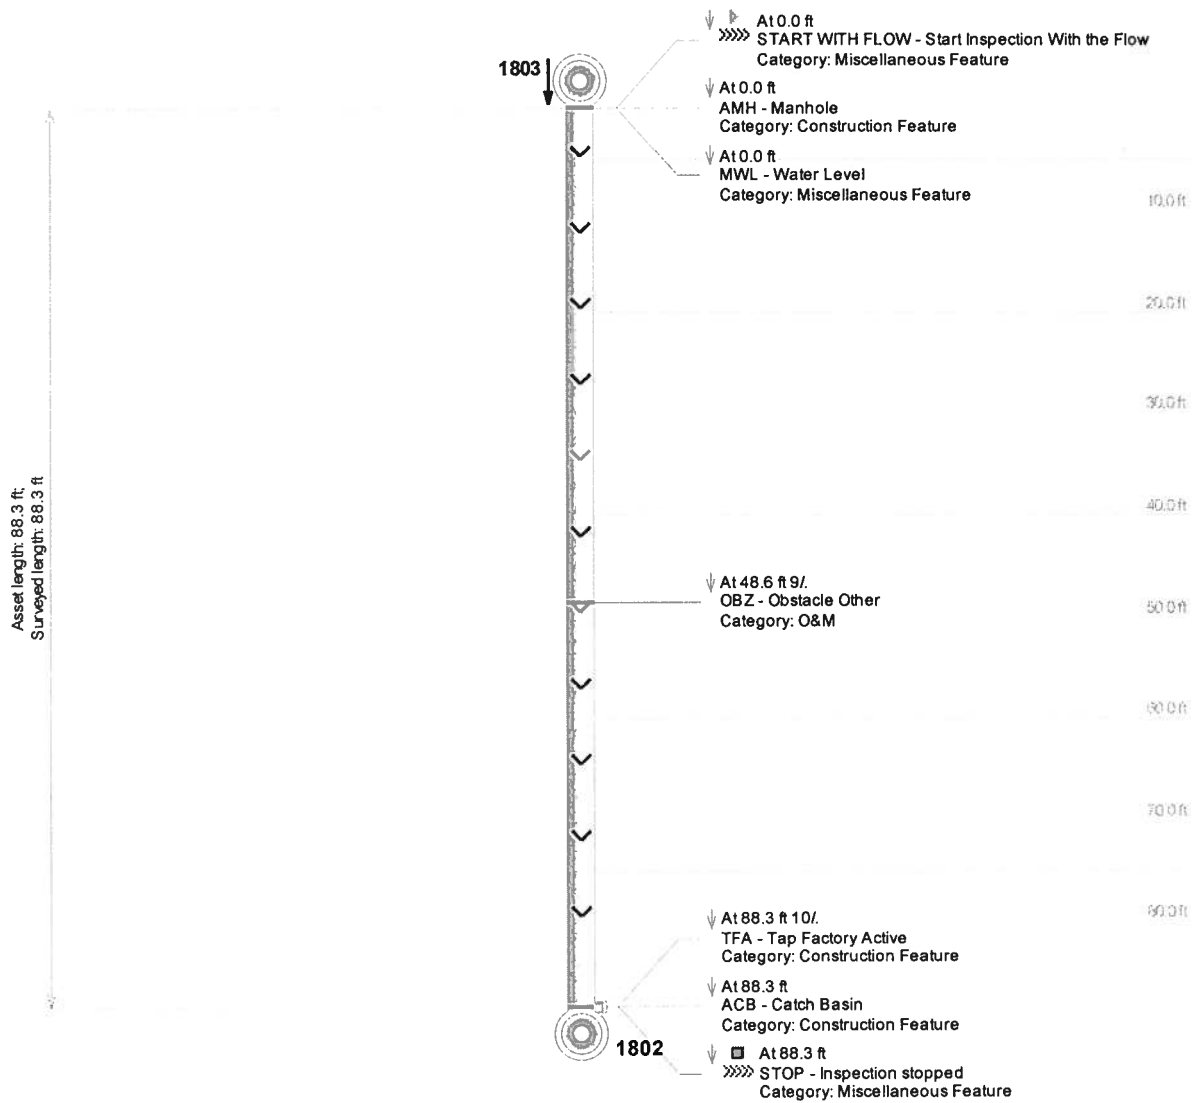 At 0.0 ft
START WITH FLOW - Start Inspection With the Flow
Category: Miscellaneous Feature
1803
At 0.0 ft
AMH - Manhole
Category: Construction Feature
At 0.0 ft
MWL - Water Level
Category: Miscellaneous Feature
10.0 ft
20.0 ft
30.0 ft
40.0 ft
Asset length: 88.3 ft;
Surveyed length: 88.3 ft
At 48.6 ft 9/.
OBZ - Obstacle Other
Category: O&M
50.0 ft
60.0 ft
70.0 ft
80.0 ft
At 88.3 ft 10/.
TFA - Tap Factory Active
Category: Construction Feature
At 88.3 ft
ACB - Catch Basin
Category: Construction Feature
1802
At 88.3 ft
STOP - Inspection stopped
Category: Miscellaneous Feature